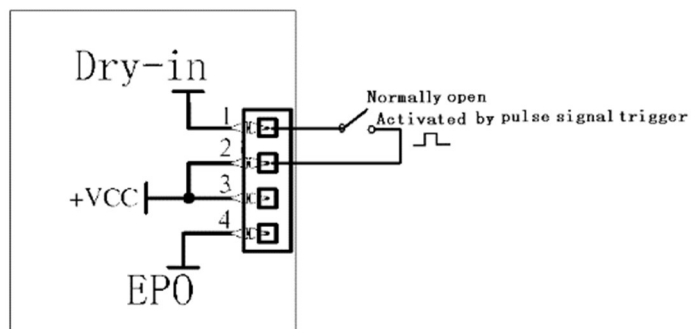 Dry-in
Normally open
1
Activated by pulse signal trigger
2
+VCC
3
4
EPO